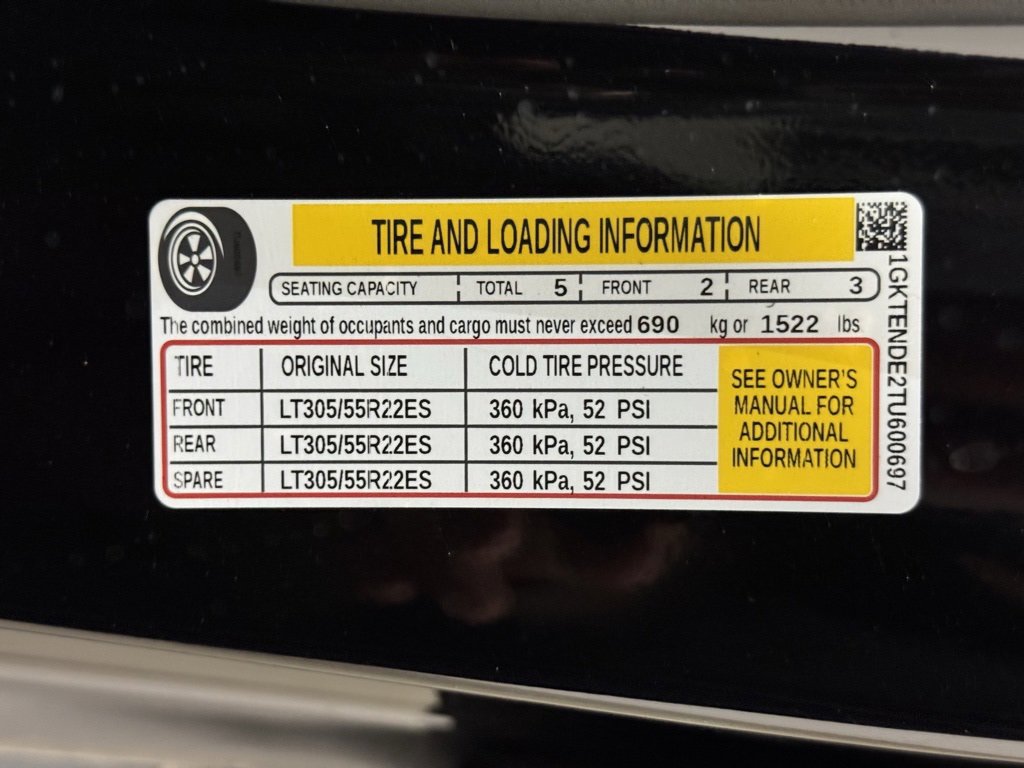 TIRE AND LOADING INFORMATION
SEATING CAPACITY TOTAL 5 FRONT 2 REAR 3
The combined weight of occupants and cargo must never exceed 690 kg or 1522 lbs
TIRE ORIGINAL SIZE COLD TIRE PRESSURE
FRONT LT305/55R22ES 360 kPa, 52 PSI
REAR LT305/55R22ES 360 kPa, 52 PSI
SPARE LT305/55R22ES 360 kPa, 52 PSI
SEE OWNER'S
MANUAL FOR
ADDITIONAL
INFORMATION
1GKTENDE2TU600697